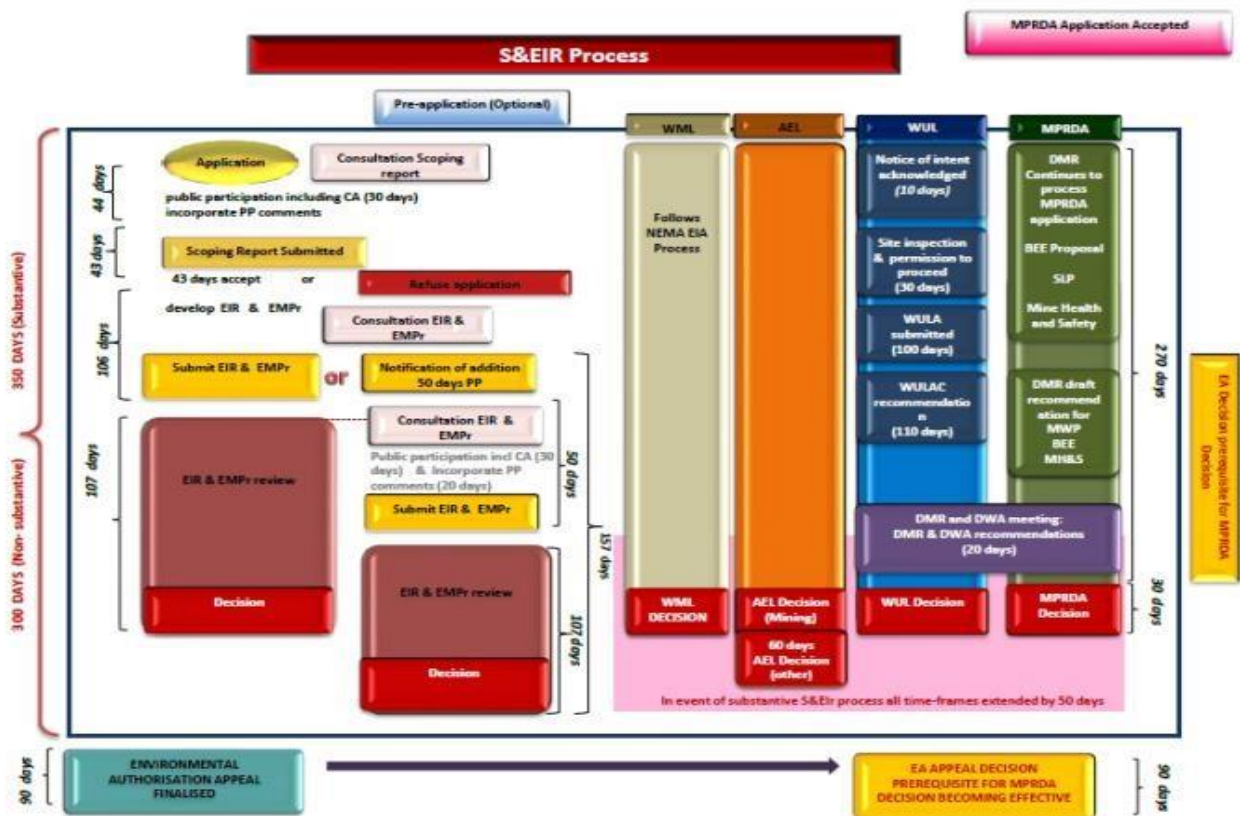 MPRDA Application Accepted
S&EIR Process
Pre-application (Optional)
350 DAYS (Substantive)
300 DAYS (Non- substantive)
44 days
Application
Consultation Scoping
report
public participation including CA (30 days)
incorporate PP comments
43 days
Scoping Report Submitted
43 days accept or
Refuse application
106 days
develop EIR & EMPr
Consultation EIR &
EMPr
Submit EIR & EMPr
or
Notification of addition
50 days PP
107 days
EIR & EMPr review
Decision
Consultation EIR &
EMPr
Public participation incl CA (30
days) & Incorporate PP
comments (20 days)
Submit EIR & EMPr
50 days
EIR & EMPr review
Decision
107 days
157 days
WML
Follows
NEMA EIA
Process
WML
DECISION
AEL
AEL Decision
(Mining)
60 days
AEL Decision
(other)
WUL
Notice of intent
acknowledged
(10 days)
Site inspection
& permission to
proceed
(30 days)
WULA
submitted
(100 days)
WULAC
recommendatio
n
(110 days)
MPRDA
DMR
Continues to
process
MPRDA
application
BEE Proposal
SLP
Mine Health
and Safety
DMR draft
recommend
ation for
MWP
BEE
MH&S
DMR and DWA meeting:
DMR & DWA recommendations
(20 days)
WUL Decision
MPRDA
Decision
270 days
30 days
EA Decision prerequisite for MPRDA
Decision
In event of substantive S&EIr process all time-frames extended by 50 days
90 days
ENVIRONMENTAL
AUTHORISATION APPEAL
FINALISED
EA APPEAL DECISION
PREREQUISITE FOR MPRDA
DECISION BECOMING EFFECTIVE
90 days